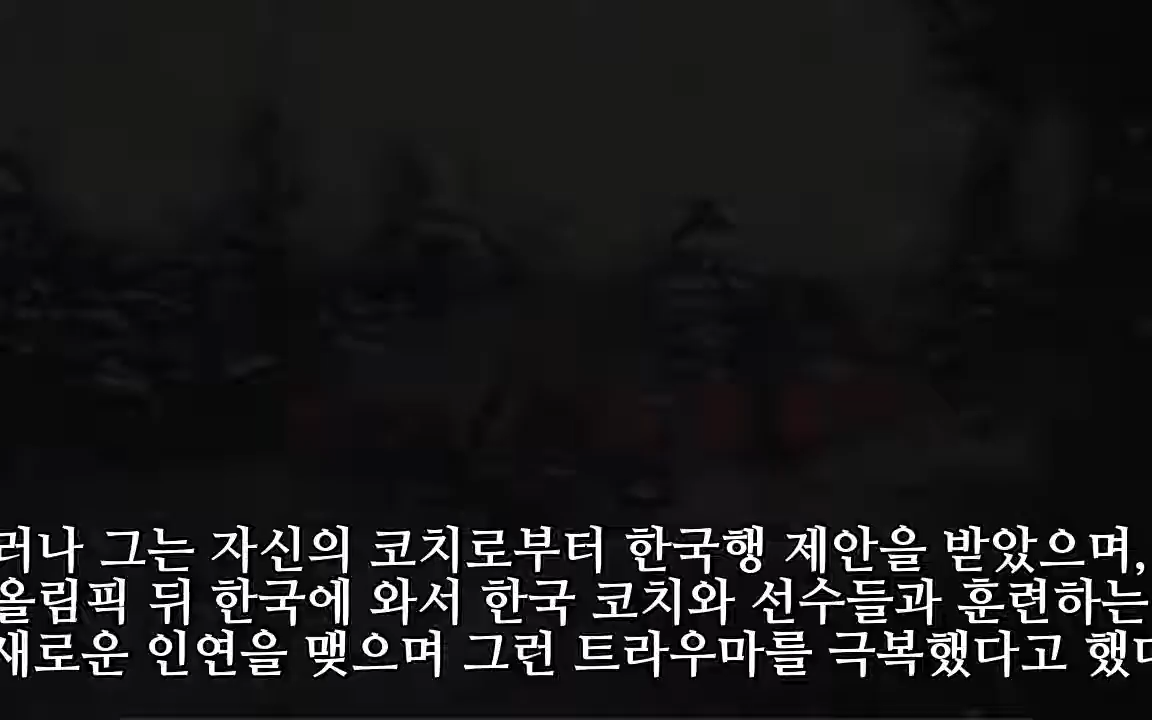 러나 그는 자신의 코치로부터 한국행 제안을 받았으며,
올림픽 뒤 한국에 와서 한국 코치와 선수들과 훈련하는
새로운 인연을 맺으며 그런 트라우마를 극복했다고 했다